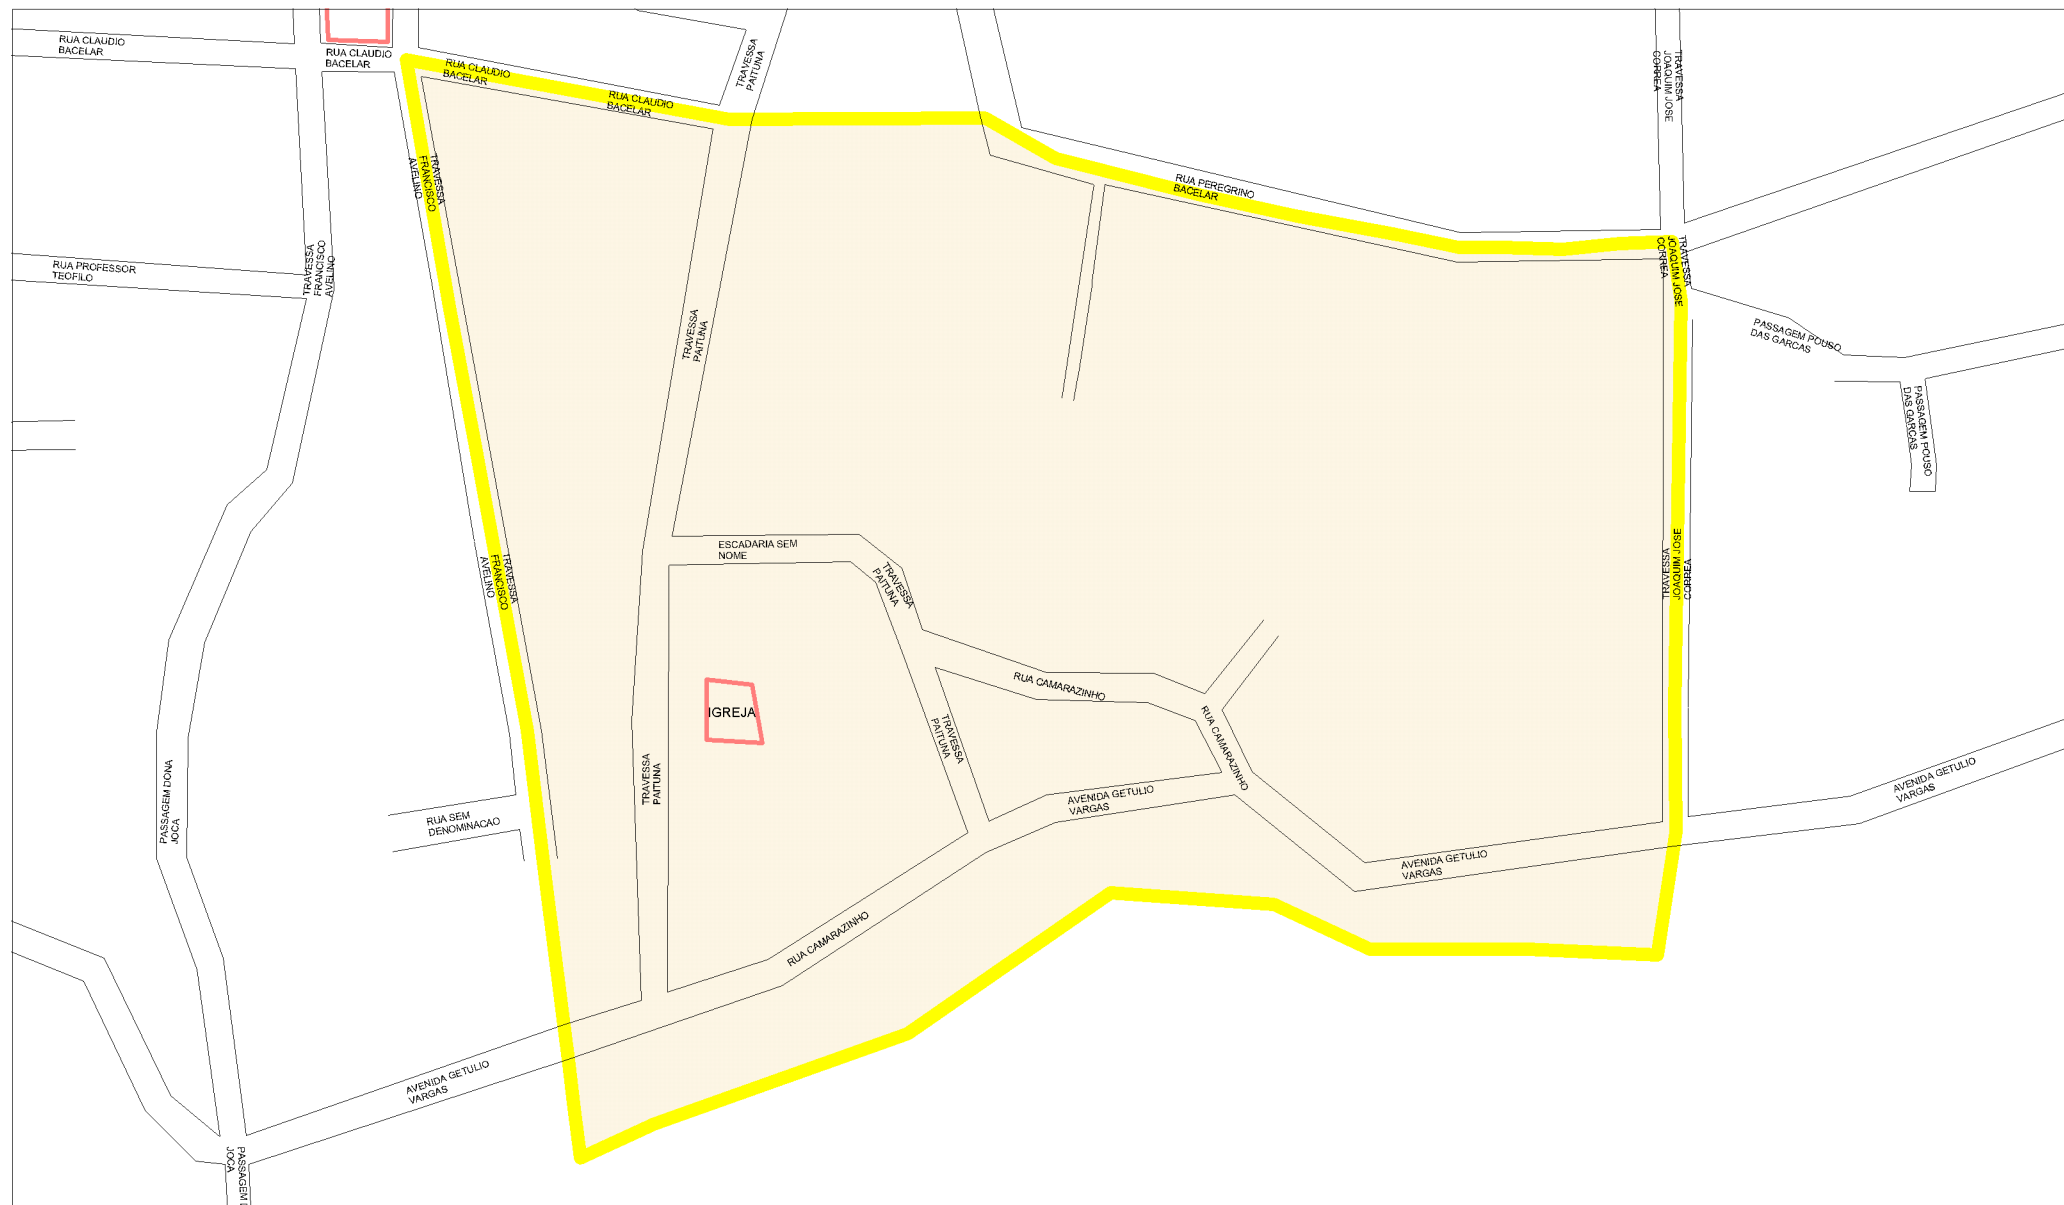 RUA CLAUDIO
BACELAR
RUA CLAUDIO
BACELAR
RUA CLAUDIO
BACELAR
RUA CLAUDIO
BACELAR
TRAVESSA
PAITUNA
TRAVESSA
JOAQUIM JOSE
CORREA
TRAVESSA
FRANCISCO
AVELINO
RUA PEREGRINO
BACELAR
RUA PROFESSOR
TEOFILO
TRAVESSA
FRANCISCO
AVELINO
TRAVESSA
JOAQUIM JOSE
CORREA
TRAVESSA
PAITUNA
PASSAGEM POUSO
DAS GARCAS
PASSAGEM POUSO
DAS GARCAS
ESCADARIA SEM
NOME
TRAVESSA
PAITUNA
TRAVESSA
FRANCISCO
AVELINO
TRAVESSA
JOAQUIM JOSE
CORREA
RUA CAMARAZINHO
IGREJA
TRAVESSA
PAITUNA
RUA CAMARAZINHO
TRAVESSA
PAITUNA
PASSAGEM DONA
JOCA
RUA SEM
DENOMINACAO
AVENIDA GETULIO
VARGAS
AVENIDA GETULIO
VARGAS
AVENIDA GETULIO
VARGAS
RUA CAMARAZINHO
AVENIDA GETULIO
VARGAS
PASSAGEM
JOCA